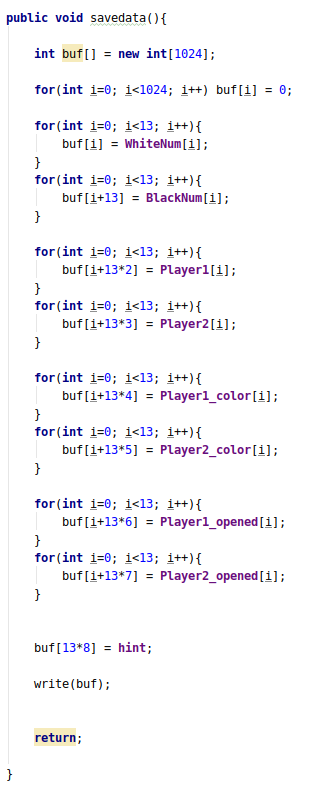 public void savedata(){
int buf[] = new int[1024];
for(int i=0; i<1024; i++) buf[i] = 0;
for(int i=0; i<13; i++){
buf[i] = WhiteNum[i];
}
for(int i=0; i<13; i++){
buf[i+13] = BlackNum[i];
}
for(int i=0; i<13; i++){
buf[i+13*2] = Player1[i];
}
for(int i=0; i<13; i++){
buf[i+13*3] = Player2[i];
}
for(int i=0; i<13; i++){
buf[i+13*4] = Player1_color[i];
}
for(int i=0; i<13; i++){
buf[i+13*5] = Player2_color[i];
}
for(int i=0; i<13; i++){
buf[i+13*6] = Player1_opened[i];
}
for(int i=0; i<13; i++){
buf[i+13*7] = Player2_opened[i];
}
buf[13*8] = hint;
write(buf);
return;
}